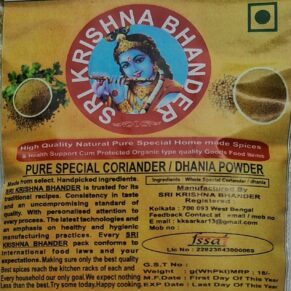 SRI KRISHNA BHANDER
High Quality Natural Pure Special Home made Spices
& Health Support Cum Protected Organic type quality Goods Food Items
PURE SPECIAL CORIANDER / DHANIA POWDER
Made from select. Handpicked ingredients
SRI KRISHNA BHANDER is trusted for its
traditional recipes. Consistency in taste
and an uncompromising standard of
quality. With personalised attention to
every process. The latest technologies and
an emphasis on healthy and hygienic
manufacturing practices. Every SRI
KRISHNA BHANDER pack conforms to
international food laws and your
expectations. Making sure only the best quality
Best spices reach the kitchen racks of each and
Every household our only goal. We expect nothing
Less than the best. Try some today, Happy cooking.
Ingredients Whole Special Coriander / dhania
Manufactured By
SRI KRISHNA BHANDER
Registered
Kolkata : 700 093 West Bengal
Feedback Contact at email / mob no
E mail : kksarkar13@gmail.com
Mob no :
fssai
Lic No 22823043000069
G.S.T No :
Weight : g(WNPkt)MRP : 18/-
M.F.Date : First Day Of This Year
E.P.Date : Last Day Of This Year